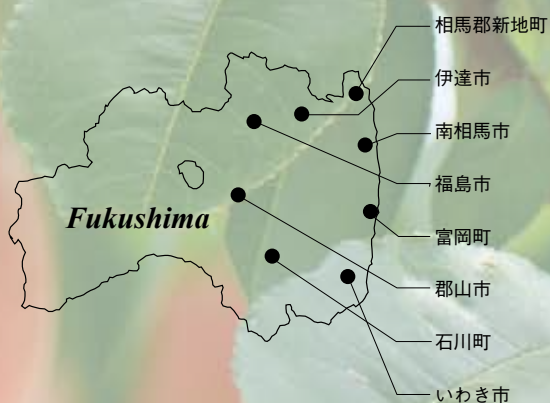 相馬郡新地町
伊達市
南相馬市
福島市
Fukushima
富岡町
郡山市
石川町
いわき市